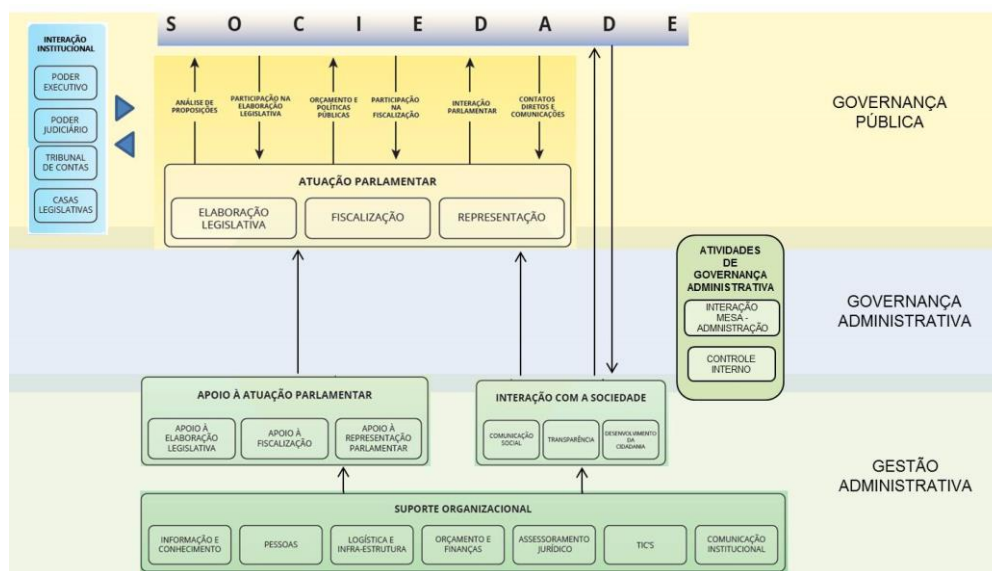 S O C I E D A D E
INTERAÇÃO
INSTITUCIONAL
PODER
EXECUTIVO
PODER
JUDICIÁRIO
TRIBUNAL
DE CONTAS
CASAS
LEGISLATIVAS
ANÁLISE DE
PROPOSIÇÕES
PARTICIPAÇÃO NA
ELABORAÇÃO
LEGISLATIVA
ORÇAMENTO E
POLÍTICAS
PÚBLICAS
PARTICIPAÇÃO
NA
FISCALIZAÇÃO
INTERAÇÃO
PARLAMENTAR
CONTATOS
DIRETOS E
COMUNICAÇÕES
GOVERNANÇA
PÚBLICA
ATUAÇÃO PARLAMENTAR
ELABORAÇÃO
LEGISLATIVA
FISCALIZAÇÃO
REPRESENTAÇÃO
ATIVIDADES
DE
GOVERNANÇA
ADMINISTRATIVA
INTERAÇÃO
MESA -
ADMNISTRAÇÃO
CONTROLE
INTERNO
GOVERNANÇA
ADMINISTRATIVA
APOIO À ATUAÇÃO PARLAMENTAR
APOIO À
ELABORAÇÃO
LEGISLATIVA
APOIO À
FISCALIZAÇÃO
APOIO À
REPRESENTAÇÃO
PARLAMENTAR
INTERAÇÃO COM A SOCIEDADE
COMUNICAÇÃO
SOCIAL
TRANSPARÊNCIA
DESENVOLVIMENTO
DA
CIDADANIA
GESTÃO
ADMINISTRATIVA
SUPORTE ORGANIZACIONAL
INFORMAÇÃO E
CONHECIMENTO
PESSOAS
LOGÍSTICA E
INFRA-ESTRUTURA
ORÇAMENTO E
FINANÇAS
ASSESSORAMENTO
JURÍDICO
TIC'S
COMUNICAÇÃO
INSTITUCIONAL